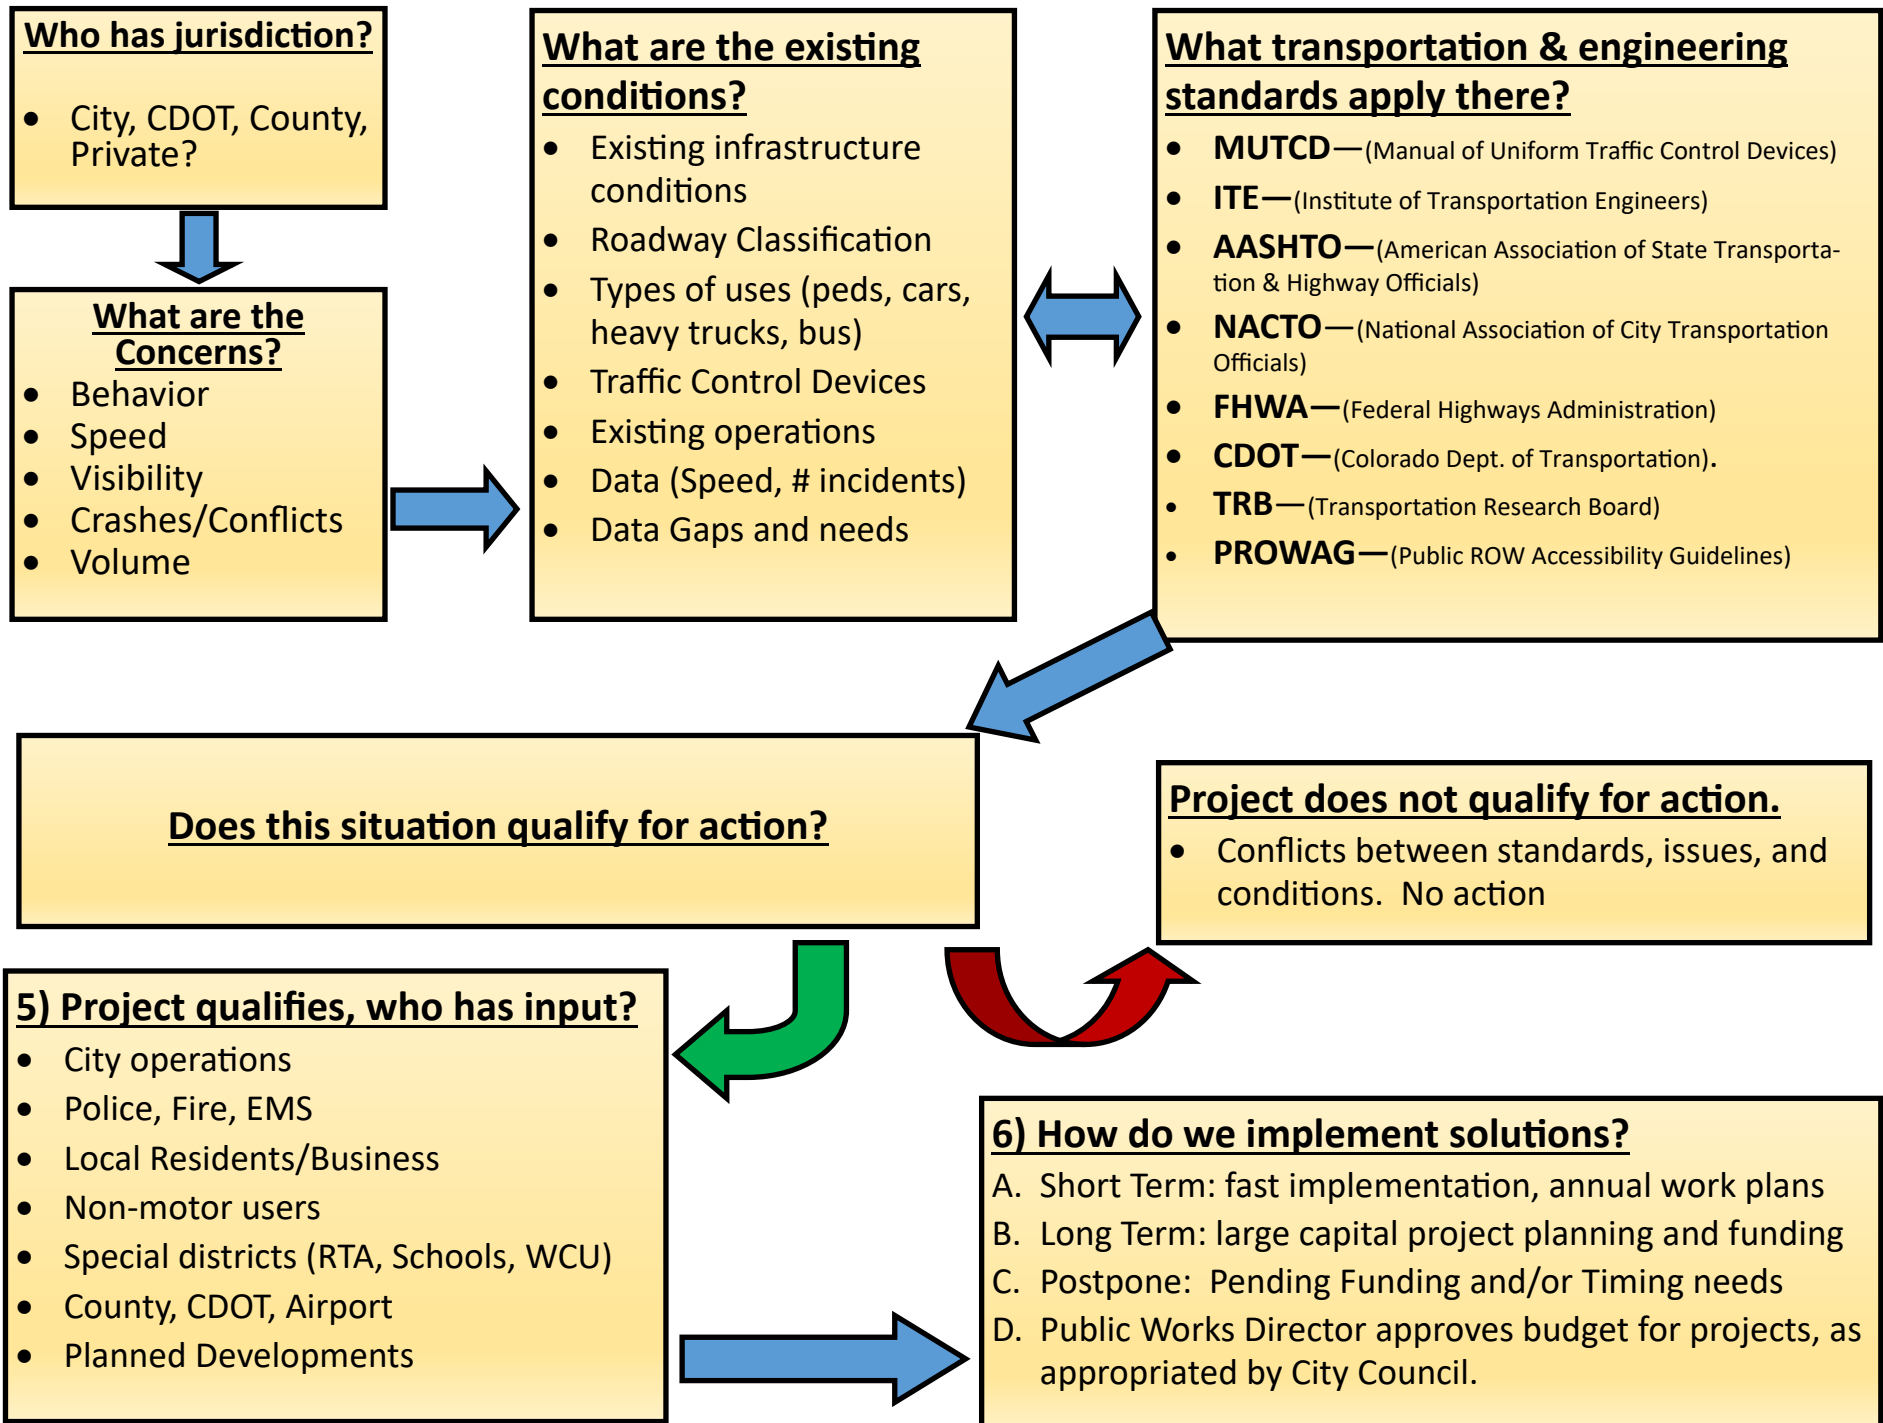 Who has jurisdiction?
• City, CDOT, County,
Private?
What are the
Concerns?
• Behavior
• Speed
• Visibility
• Crashes/Conflicts
• Volume
What are the existing
conditions?
• Existing infrastructure
conditions
• Roadway Classification
• Types of uses (peds, cars,
heavy trucks, bus)
• Traffic Control Devices
• Existing operations
• Data (Speed, # incidents)
• Data Gaps and needs
What transportation & engineering
standards apply there?
• MUTCD—(Manual of Uniform Traffic Control Devices)
• ITE—(Institute of Transportation Engineers)
• AASHTO—(American Association of State Transporta-
tion & Highway Officials)
• NACTO—(National Association of City Transportation
Officials)
• FHWA—(Federal Highways Administration)
• CDOT—(Colorado Dept. of Transportation).
• TRB—(Transportation Research Board)
• PROWAG—(Public ROW Accessibility Guidelines)
Does this situation qualify for action?
Project does not qualify for action.
• Conflicts between standards, issues, and
conditions.  No action
5) Project qualifies, who has input?
• City operations
• Police, Fire, EMS
• Local Residents/Business
• Non-motor users
• Special districts (RTA, Schools, WCU)
• County, CDOT, Airport
• Planned Developments
6) How do we implement solutions?
A. Short Term: fast implementation, annual work plans
B. Long Term: large capital project planning and funding
C. Postpone:  Pending Funding and/or Timing needs
D. Public Works Director approves budget for projects, as
appropriated by City Council.